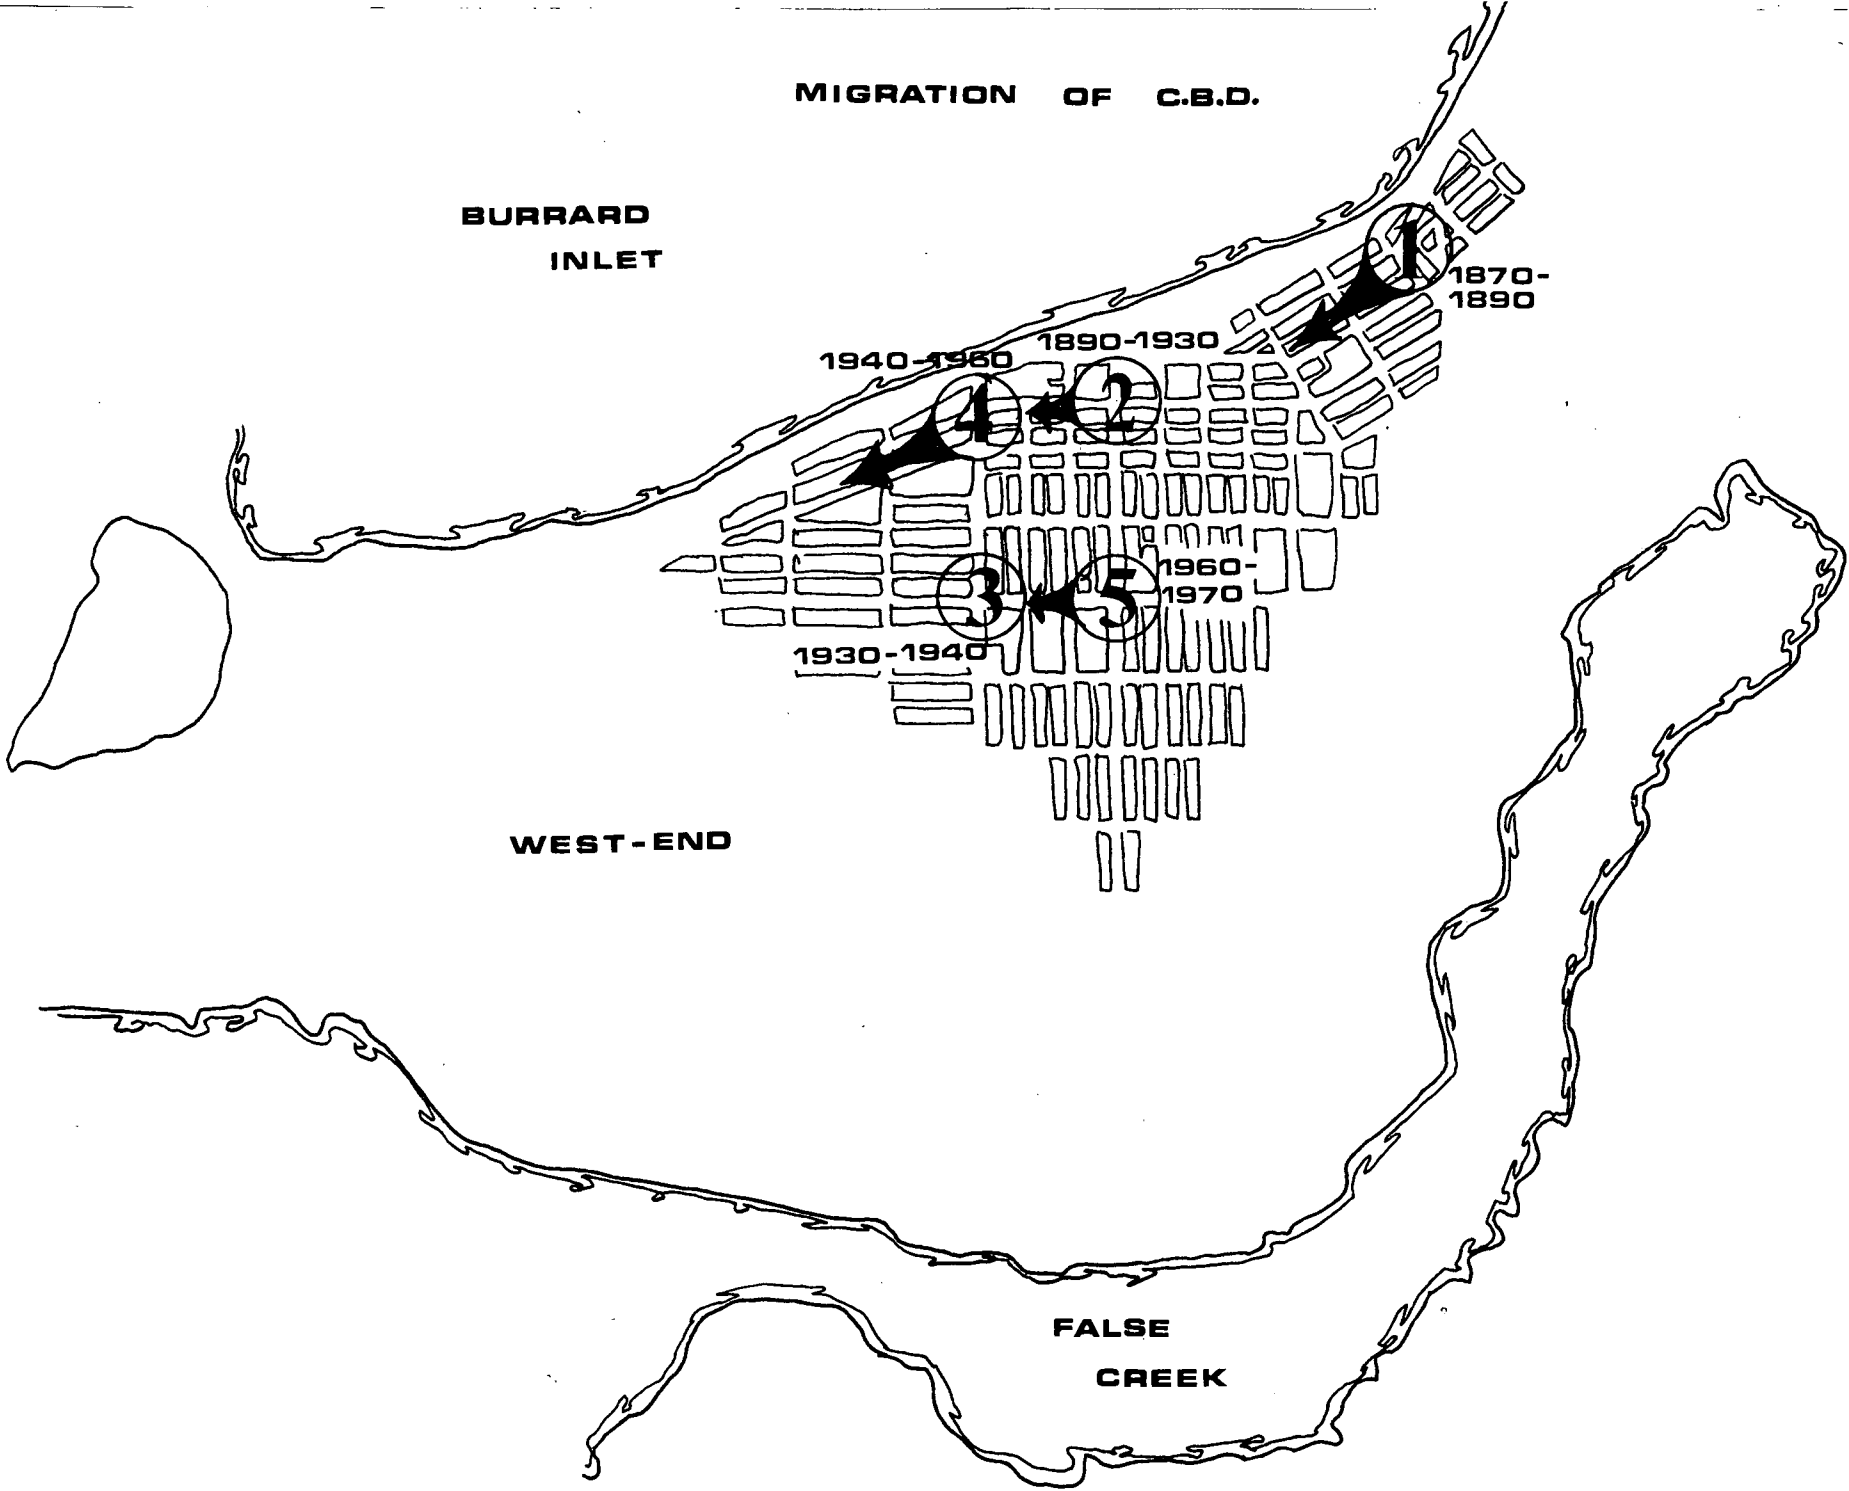 MIGRATION OF C.B.D.
BURRARD
INLET
1
1870-
1890
1890-1930
1940-1960
2
4
1960-
1970
3
5
1930-1940
WEST-END
FALSE
CREEK